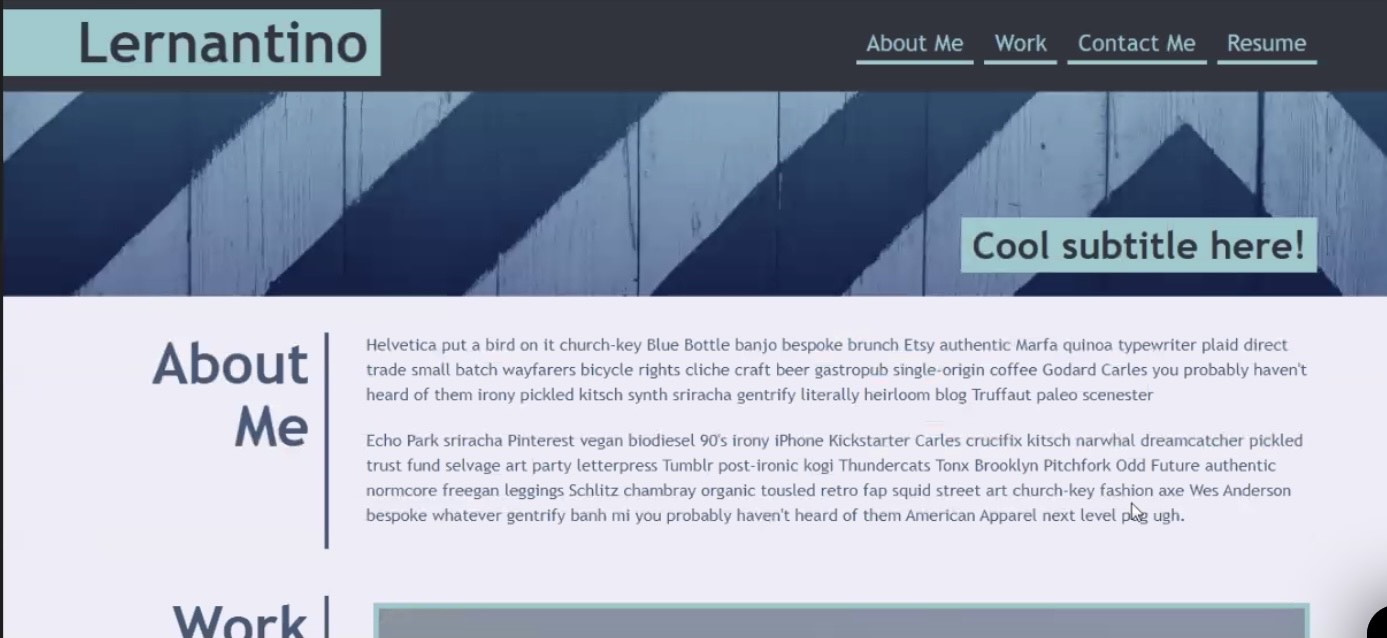 Lernantino
About Me Work Contact Me Resume
Cool subtitle here!
About
Me
Helvetica put a bird on it church-key Blue Bottle banjo bespoke brunch Etsy authentic Marfa quinoa typewriter plaid direct
trade small batch wayfarers bicycle rights cliche craft beer gastropub single-origin coffee Godard Carles you probably haven't
heard of them irony pickled kitsch synth sriracha gentrify literally heirloom blog Truffaut paleo scenester
Echo Park sriracha Pinterest vegan biodiesel 90's irony iPhone Kickstarter Carles crucifix kitsch narwhal dreamcatcher pickled
trust fund selvage art party letterpress Tumblr post-ironic kogi Thundercats Tonx Brooklyn Pitchfork Odd Future authentic
normcore freegan leggings Schlitz chambray organic tousled retro fap squid street art church-key fashion axe Wes Anderson
bespoke whatever gentrify banh mi you probably haven't heard of them American Apparel next level ugh.
Work